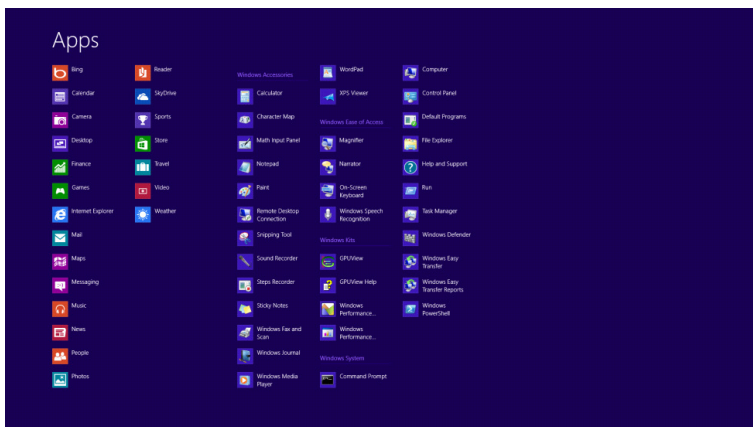 Apps
Bing
Calendar
Camera
Desktop
Finance
Games
Internet Explorer
Mail
Maps
Messaging
Music
News
People
Photos
Reader
SkyDrive
Sports
Store
Travel
Video
Weather
Windows Accessories
Calculator
Character Map
Math Input Panel
Notepad
Paint
Remote Desktop
Connection
Snipping Tool
Sound Recorder
Steps Recorder
Sticky Notes
Windows Fax and
Scan
Windows Journal
Windows Media
Player
WordPad
XPS Viewer
Windows Ease of Access
Magnifier
Narrator
On-Screen
Keyboard
Windows Speech
Recognition
Windows Kits
GPUView
GPUView Help
Windows
Performance...
Windows
Performance...
Windows System
Command Prompt
Computer
Control Panel
Default Programs
File Explorer
Help and Support
Run
Task Manager
Windows Defender
Windows Easy
Transfer
Windows Easy
Transfer Reports
Windows
PowerShell